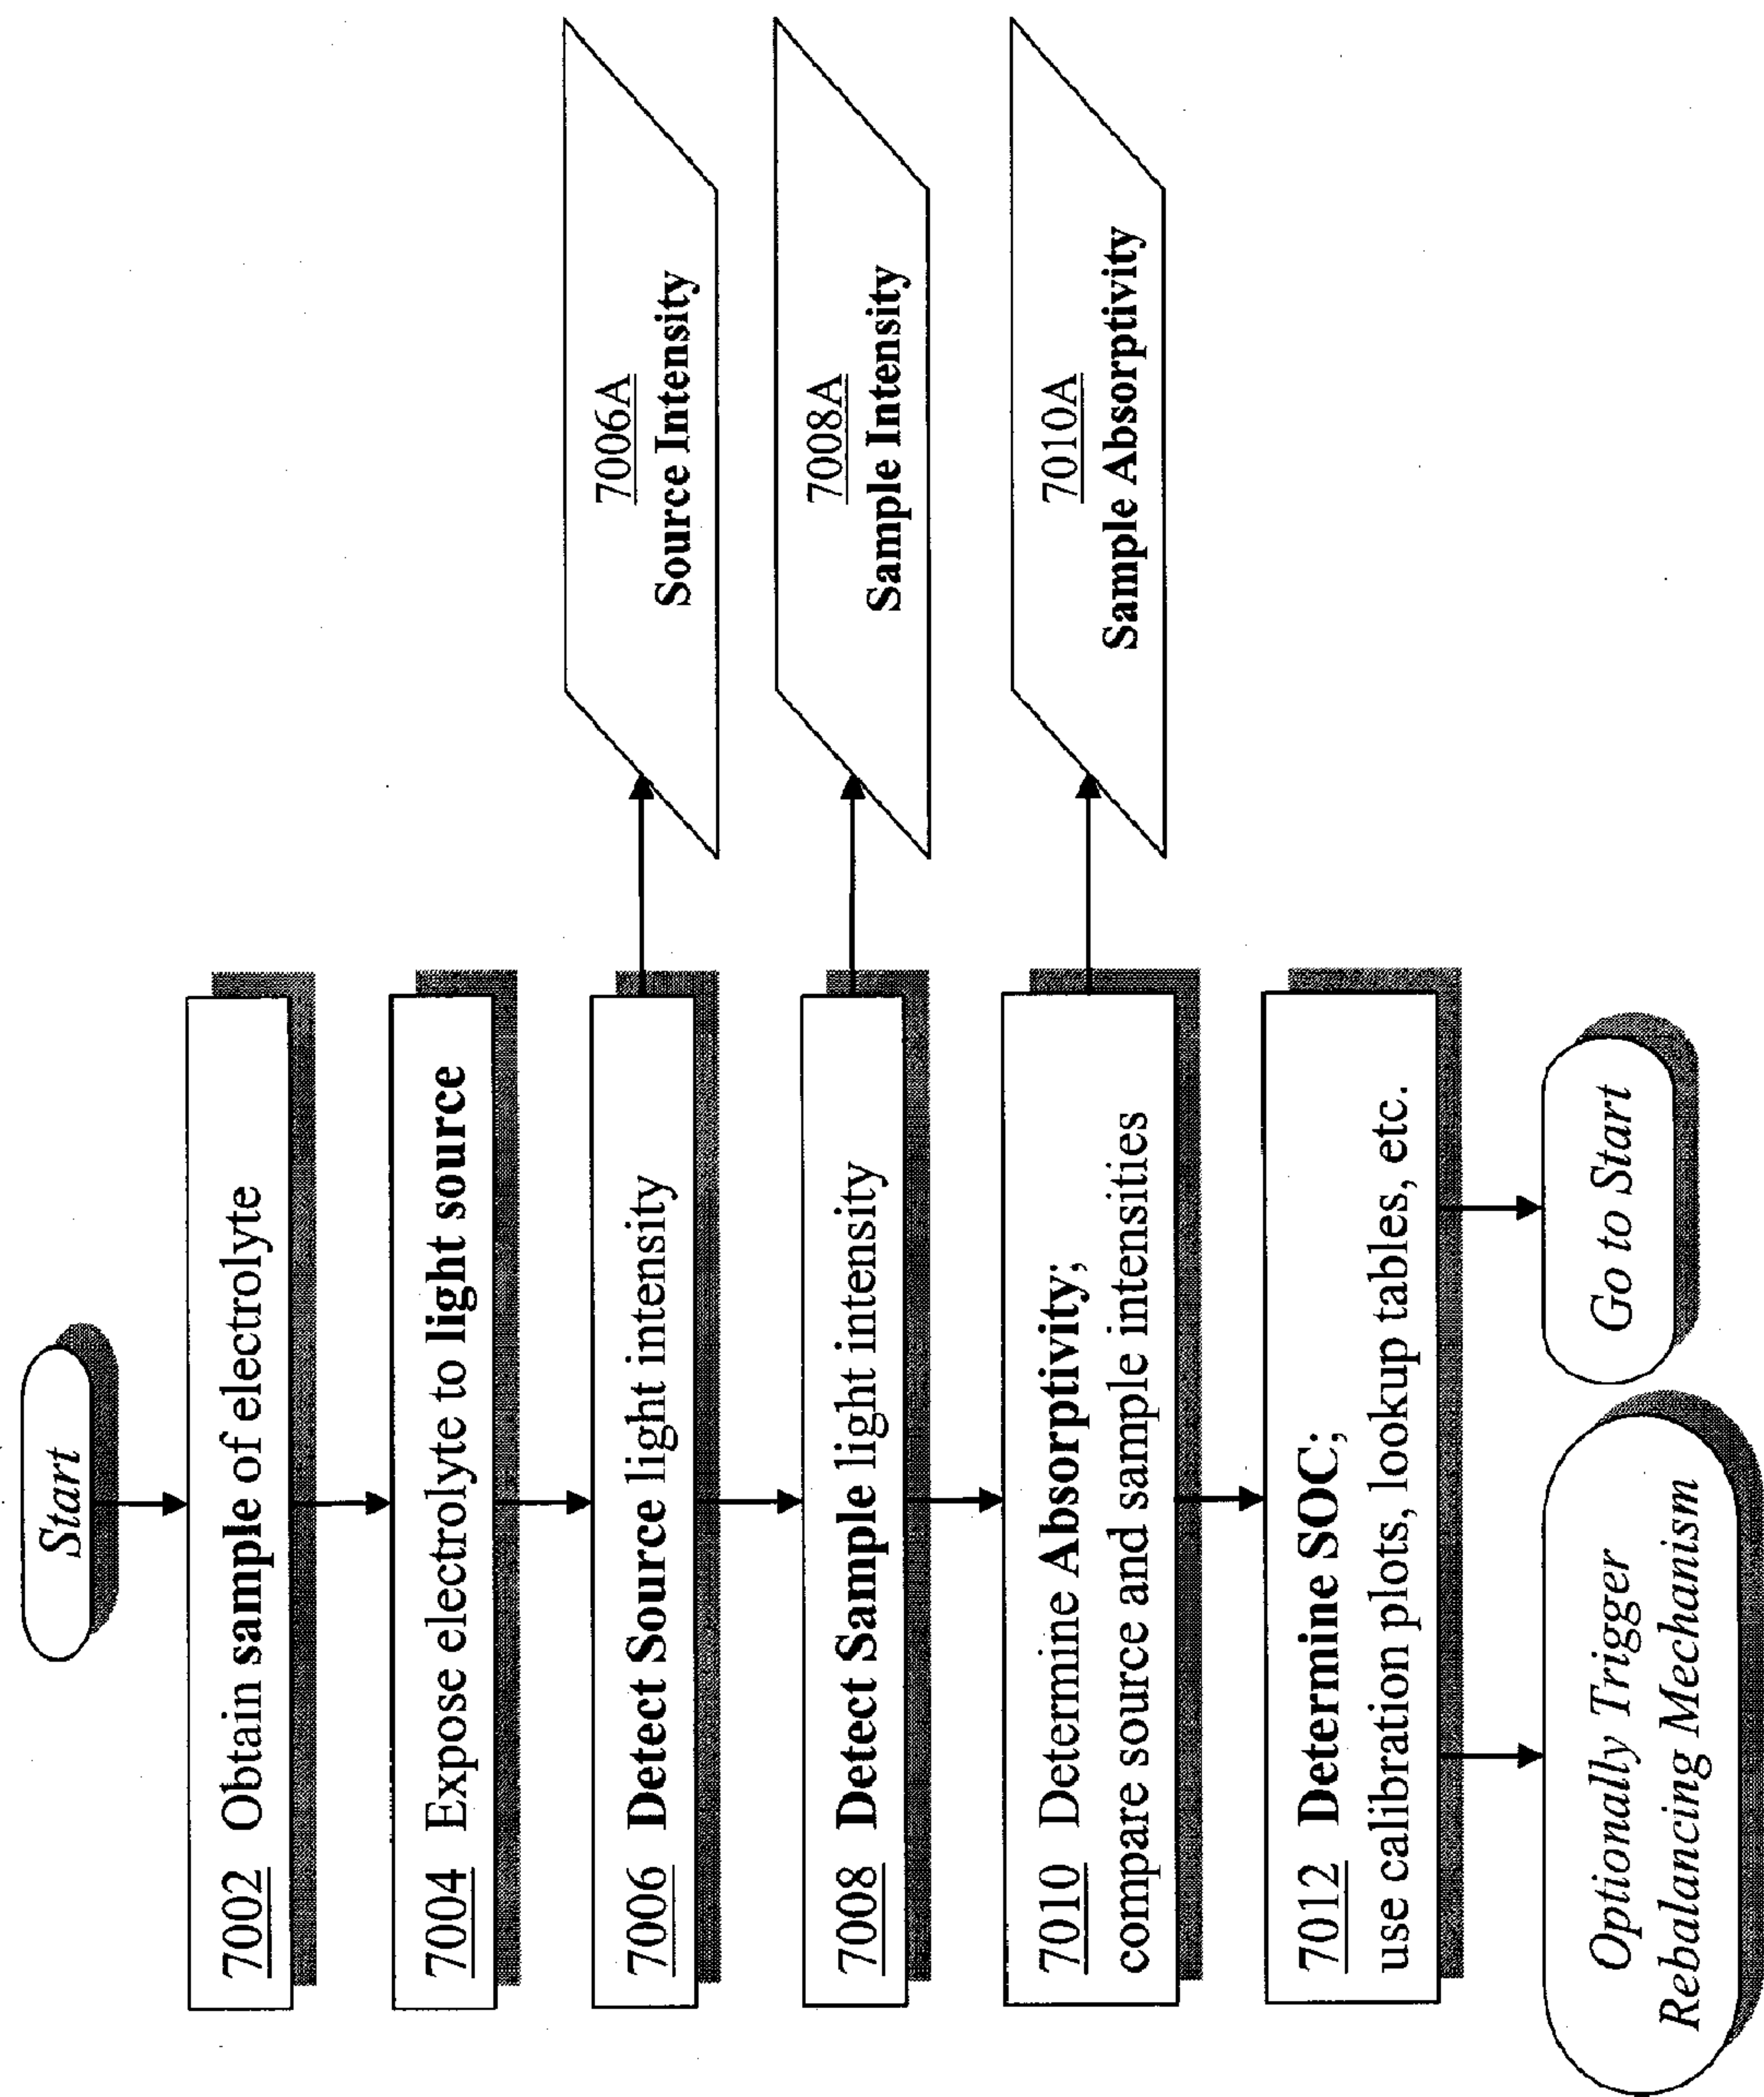 Start
7002 Obtain sample of electrolyte
7004 Expose electrolyte to light source
7006 Detect Source light intensity
7006A
Source Intensity
7008 Detect Sample light intensity
7008A
Sample Intensity
7010 Determine Absorptivity;
compare source and sample intensities
7010A
Sample Absorptivity
7012 Determine SOC;
use calibration plots, lookup tables, etc.
Optionally Trigger
Rebalancing Mechanism
Go to Start